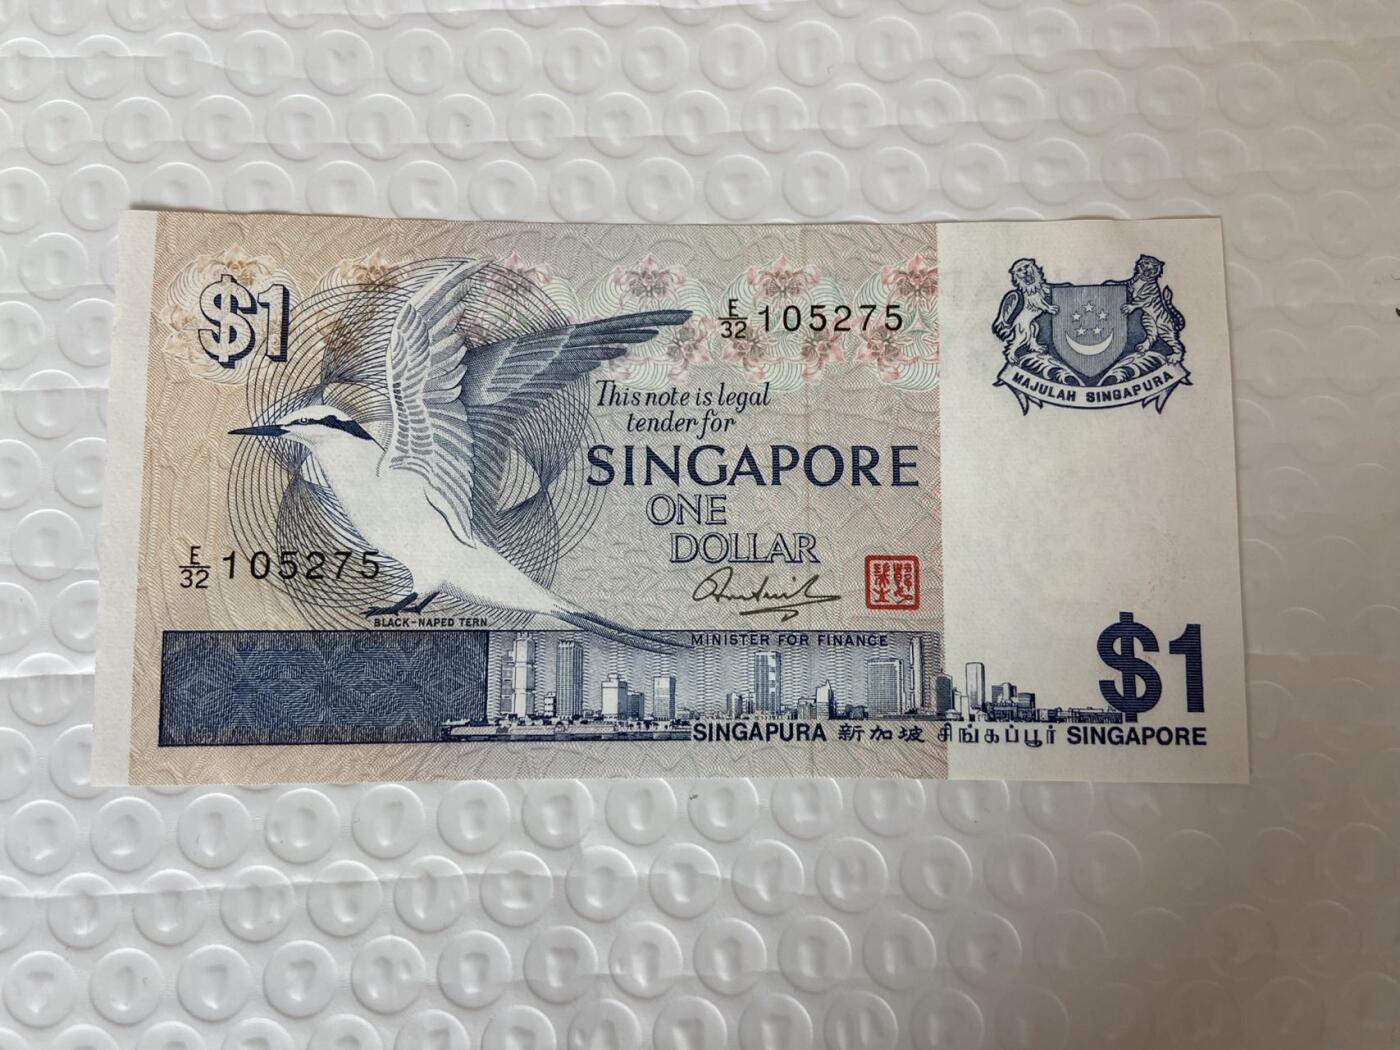 $1
E/32 105275
MAJULAH SINGAPURA
This note is legal
tender for
SINGAPORE
ONE
DOLLAR
E/32 105275
BLACK-NAPED TERN
MINISTER FOR FINANCE
$1
SINGAPURA 新加坡 சிங்கப்பூர் SINGAPORE